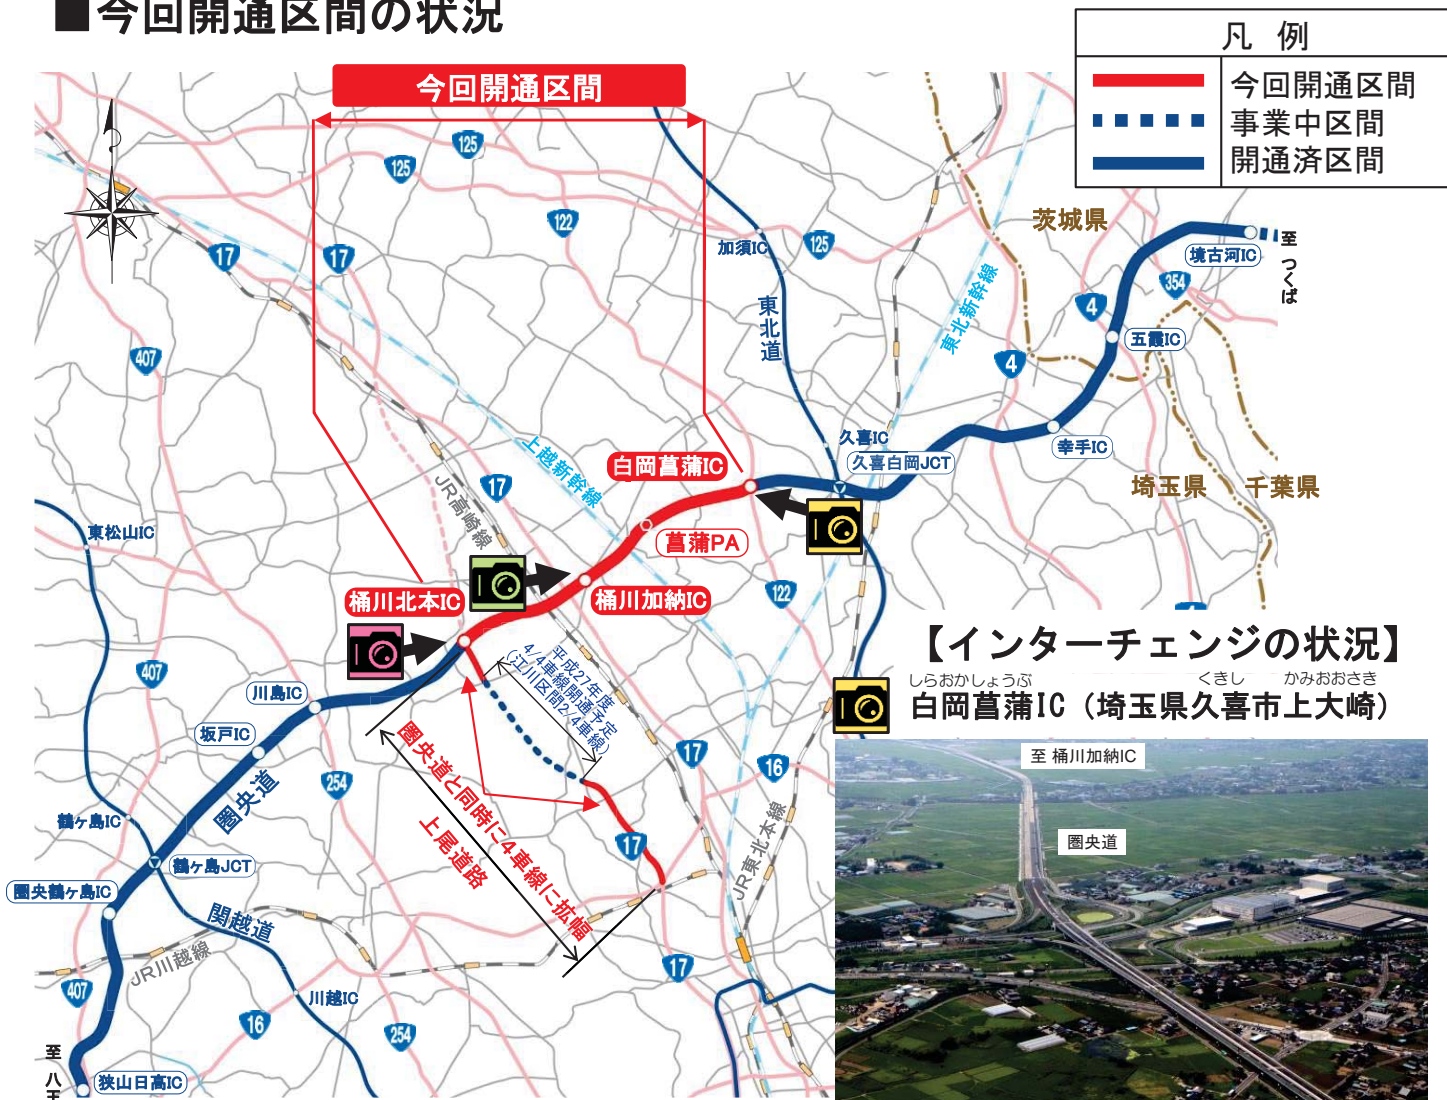 ■今回開通区間の状況
凡 例
今回開通区間
事業中区間
開通済区間
今回開通区間
125
125
122
125
17
17
加須IC
東北道
茨城県
東北新幹線
境古河IC
至 つくば
354
4
五霞IC
4
407
幸手IC
久喜IC
久喜白岡JCT
埼玉県
千葉県
上越新幹線
白岡菖蒲IC
17
JR高崎線
菖蒲PA
東松山IC
桶川北本IC
桶川加納IC
122
407
川島IC
坂戸IC
平成27年度
4/4車線開通予定
(江川区間2/4車線)
圏央道と同時に4車線に拡幅
上尾道路
17
16
254
圏央道
17
JR東北本線
鶴ヶ島IC
鶴ヶ島JCT
圏央鶴ヶ島IC
関越道
JR川越線
17
407
川越IC
16
254
至 八王
狭山日高IC
【インターチェンジの状況】
しらおかしょうぶ くきし かみおおさき
白岡菖蒲IC（埼玉県久喜市上大崎）
至 桶川加納IC
圏央道